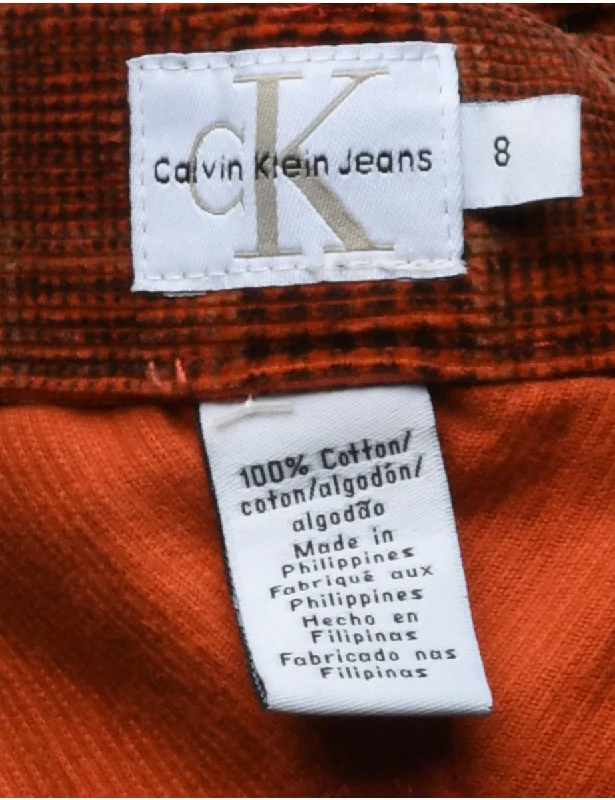 CK
Calvin Klein Jeans
8
100% Cotton/
coton/algodón/
algodão
Made in
Philippines
Fabriqué aux
Philippines
Hecho en
Filipinas
Fabricado nas
Filipinas